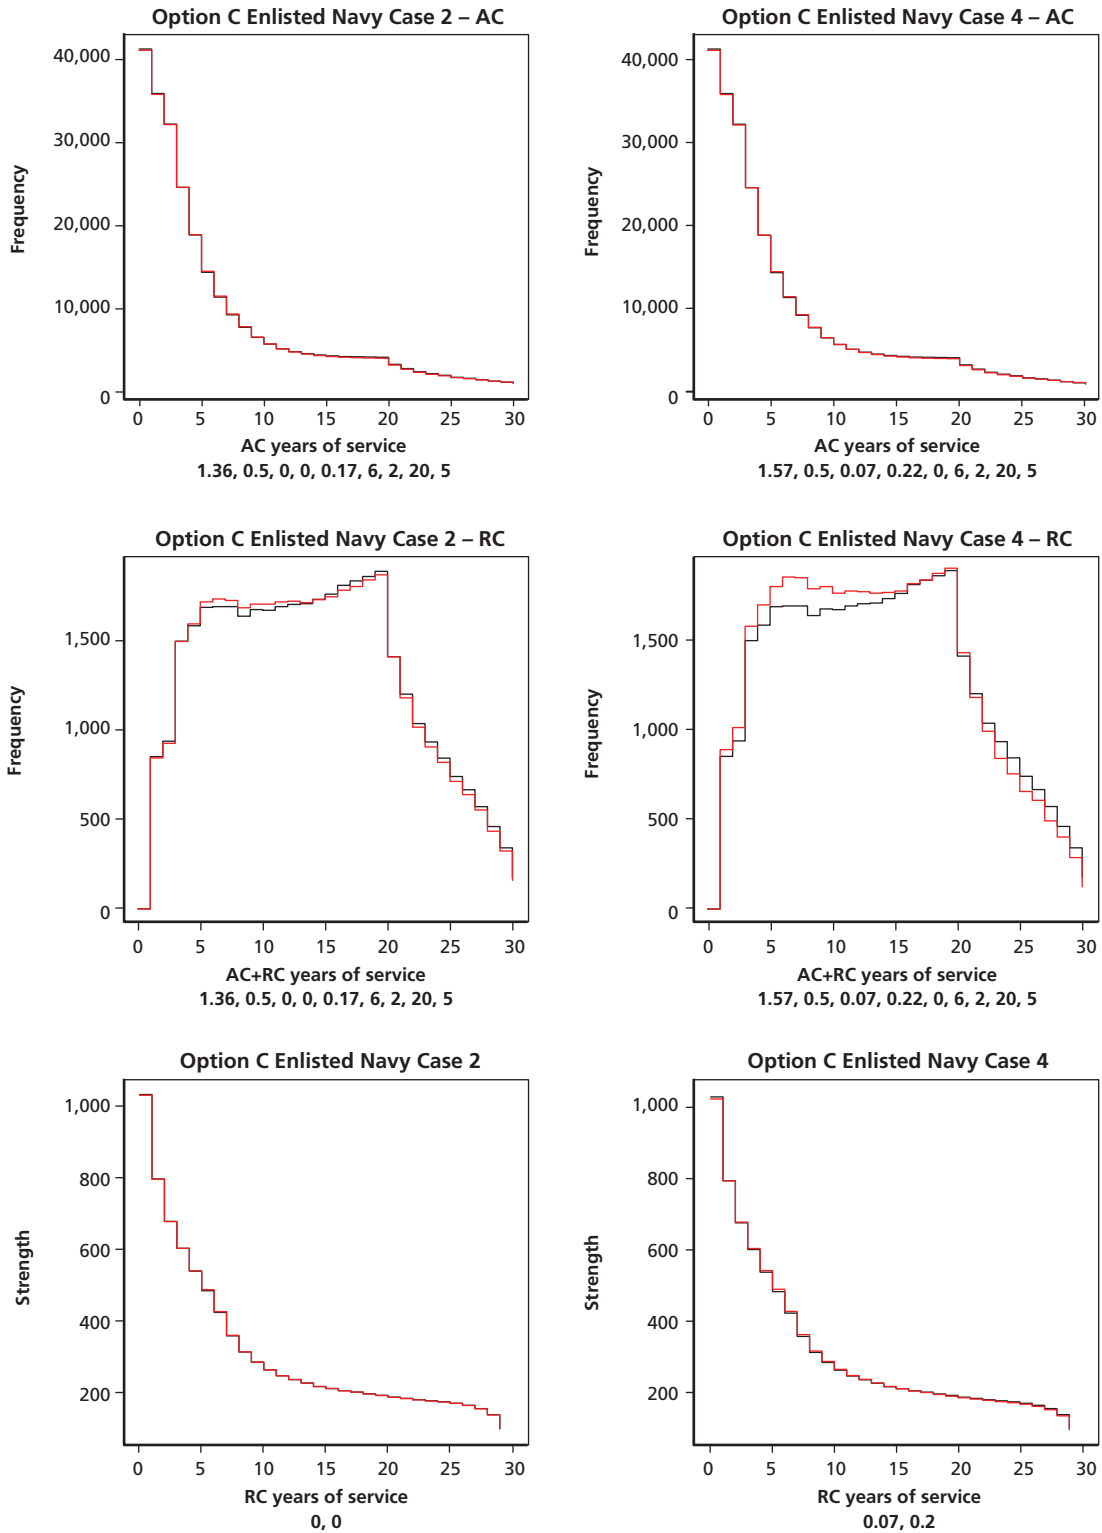 Option C Enlisted Navy Case 2 – AC
40,000
30,000
20,000
10,000
0
Frequency
0 5 10 15 20 25 30
AC years of service
1.36, 0.5, 0, 0, 0.17, 6, 2, 20, 5
Option C Enlisted Navy Case 4 – AC
40,000
30,000
20,000
10,000
0
Frequency
0 5 10 15 20 25 30
AC years of service
1.57, 0.5, 0.07, 0.22, 0, 6, 2, 20, 5
Option C Enlisted Navy Case 2 – RC
1,500
1,000
500
0
Frequency
0 5 10 15 20 25 30
AC+RC years of service
1.36, 0.5, 0, 0, 0.17, 6, 2, 20, 5
Option C Enlisted Navy Case 4 – RC
1,500
1,000
500
0
Frequency
0 5 10 15 20 25 30
AC+RC years of service
1.57, 0.5, 0.07, 0.22, 0, 6, 2, 20, 5
Option C Enlisted Navy Case 2
1,000
800
600
400
200
Strength
0 5 10 15 20 25 30
RC years of service
0, 0
Option C Enlisted Navy Case 4
1,000
800
600
400
200
Strength
0 5 10 15 20 25 30
RC years of service
0.07, 0.2